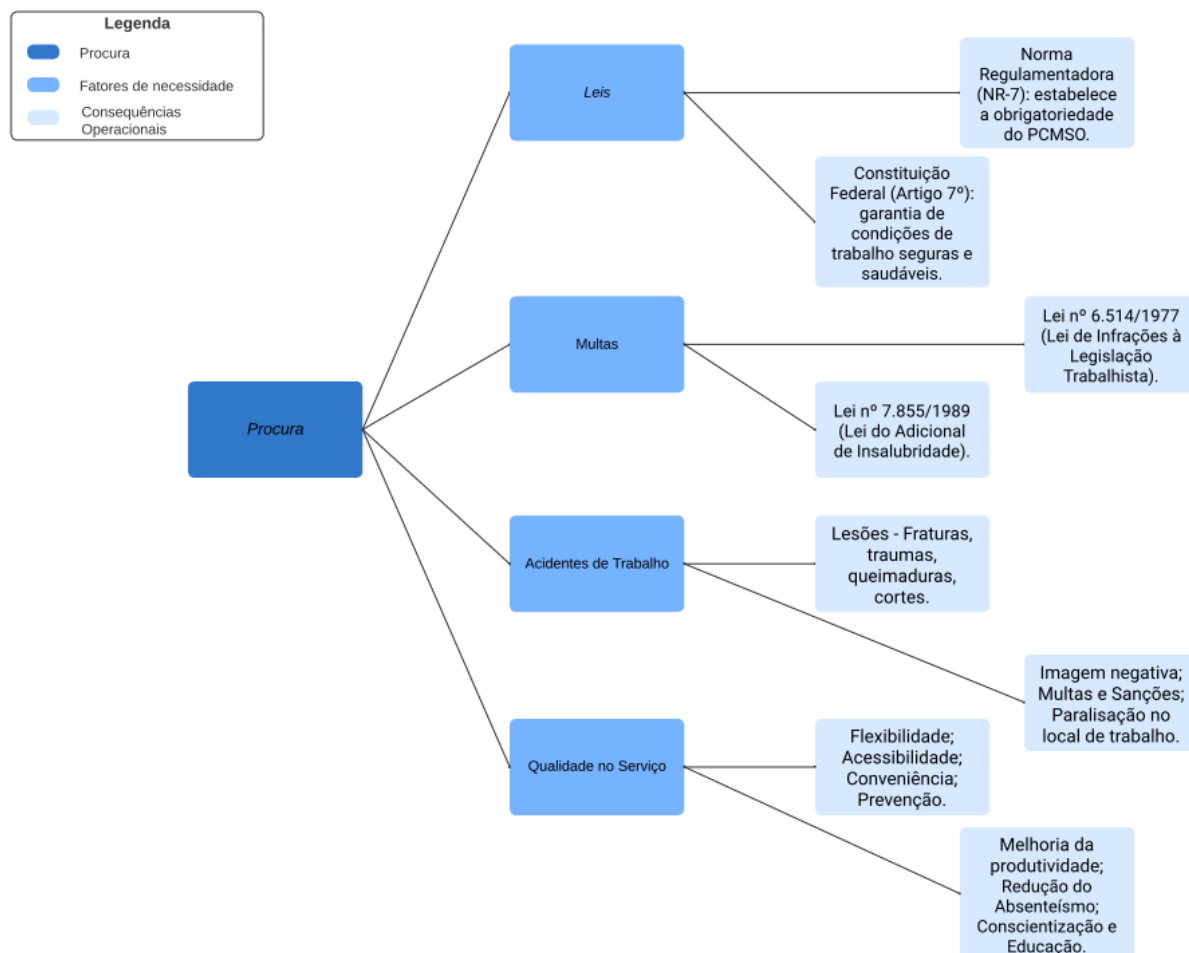 Legenda
Procura
Fatores de necessidade
Consequências
Operacionais
Leis
Norma
Regulamentadora
(NR-7): estabelece
a obrigatoriedade
do PCMSO.
Constituição
Federal (Artigo 7º):
garantia de
condições de
trabalho seguras e
saudáveis.
Multas
Lei nº 6.514/1977
(Lei de Infrações à
Legislação
Trabalhista).
Lei nº 7.855/1989
(Lei do Adicional
de Insalubridade).
Procura
Acidentes de Trabalho
Lesões - Fraturas,
traumas,
queimaduras,
cortes.
Imagem negativa;
Multas e Sanções;
Paralisação no
local de trabalho.
Qualidade no Serviço
Flexibilidade;
Acessibilidade;
Conveniência;
Prevenção.
Melhoria da
produtividade;
Redução do
Absenteísmo;
Conscientização e
Educação.